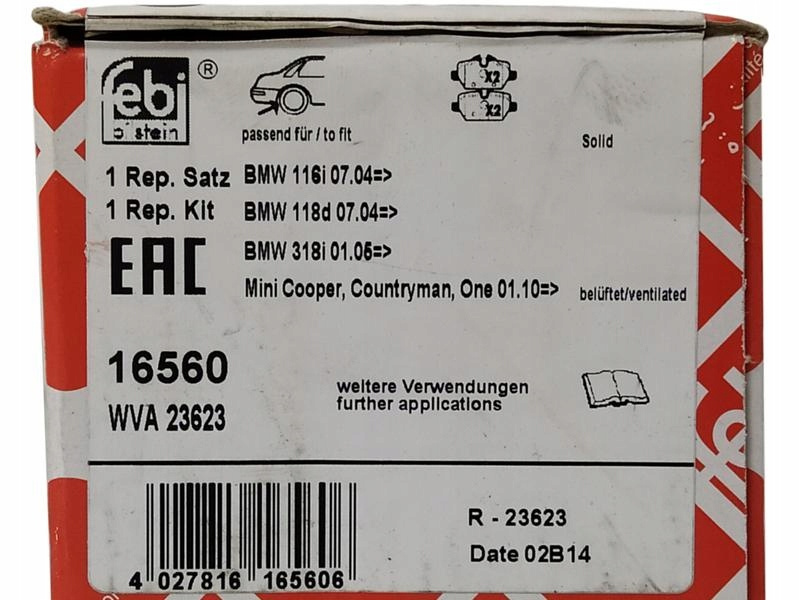 febi
bilstein
®
passend für / to fit
X2
X2
Solid
1 Rep. Satz
1 Rep. Kit
BMW 116i 07.04=>
BMW 118d 07.04=>
BMW 318i 01.05=>
Mini Cooper, Countryman, One 01.10=>
belüftet/ventilated
EAC
16560
WVA 23623
weitere Verwendungen
further applications
R - 23623
Date 02B14
4 027816 165606